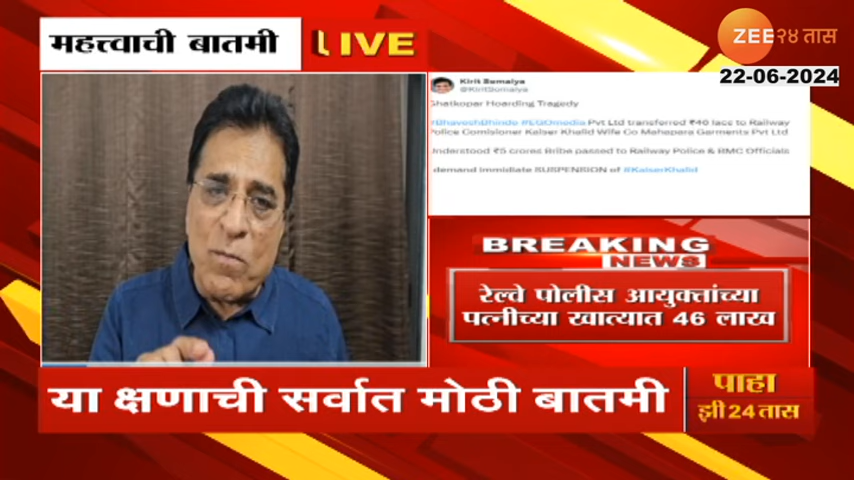 महत्त्वाची बातमी
LIVE
ZEE २४ तास
22-06-2024
Kirit Somaiya
@KiritSomaiya
Ghatkopar Hoarding Tragedy
#BhaveshBhinde #EGOmedia Pvt Ltd transferred ₹46 lacs to Railway
Police Comisioner Kaiser Khalid Wife Co Mahapara Garments Pvt Ltd
Understood ₹5 crores Bribe passed to Railway Police & BMC Officials
demand Immidiate SUSPENSION of #KaiserKhalid
BREAKING
NEWS
रेल्वे पोलीस आयुक्तांच्या
पत्नीच्या खात्यात 46 लाख
या क्षणाची सर्वात मोठी बातमी
पाहा
झी 24 तास